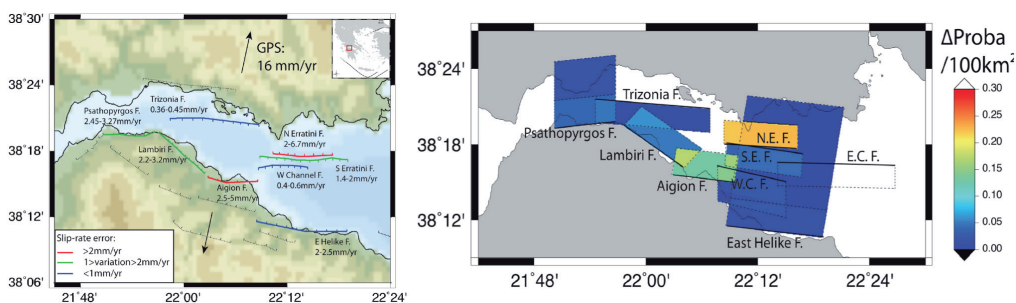 38°30'
38°24'
38°18'
38°12'
38°06'
GPS:
16 mm/yr
Trizonia F.
0.36-0.45mm/yr
Psathopyrgos F.
2.45-3.27mm/yr
N Erratini F.
2-6.7mm/yr
Lambiri F.
2.2-3.2mm/yr
S Erratini F.
1.4-2mm/yr
W Channel F.
0.4-0.6mm/yr
Aigion F.
2.5-5mm/yr
E Helike F.
2-2.5mm/yr
Slip-rate error:
>2mm/yr
1>variation>2mm/yr
<1mm/yr
21°48' 22°00' 22°12' 22°24'
38°24'
38°18'
38°12'
Trizonia F.
Psathopyrgos F.
N.E. F.
Lambiri F.
S.E. F.
E.C. F.
Aigion F.
W.C. F.
East Helike F.
21°48' 22°00' 22°12' 22°24'
ΔProba
/100km²
0.30
0.25
0.20
0.15
0.10
0.05
0.00